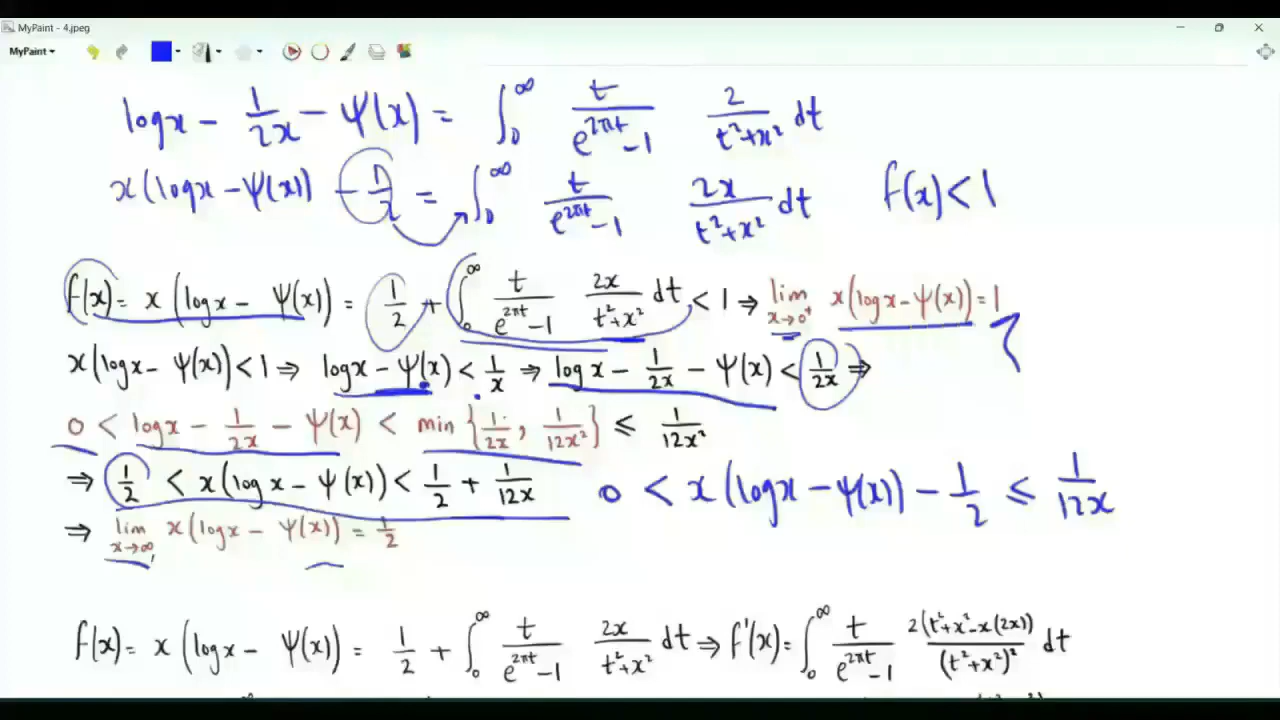 MyPaint - 4.jpeg
MyPaint
log x − 1/2x − Ψ(x) = ∫₀^∞ t/(e^{2πt} −1) 2/(t²+x²) dt
x(log x − Ψ(x)) − 1/2 = ∫₀^∞ t/(e^{2πt} −1) 2x/(t²+x²) dt f(x) < 1
f(x) = x (log x − Ψ(x)) = 1/2 + ∫₀^∞ t/(e^{2πt} −1) 2x/(t²+x²) dt < 1 ⇒ lim x→0⁺ x(log x − Ψ(x)) = 1
x(log x − Ψ(x)) < 1 ⇒ log x − Ψ(x) < 1/x ⇒ log x − 1/2x − Ψ(x) < 1/2x ⇒
0 < log x − 1/2x − Ψ(x) < min {1/2x, 1/12x²} ≤ 1/12x²
⇒ 1/2 < x(log x − Ψ(x)) < 1/2 + 1/12x 0 < x(log x − Ψ(x)) − 1/2 ≤ 1/12x
⇒ lim x→∞ x(log x − Ψ(x)) = 1/2
f(x) = x (log x − Ψ(x)) = 1/2 + ∫₀^∞ t/(e^{2πt} −1) 2x/(t²+x²) dt ⇒ f'(x) = ∫₀^∞ t/(e^{2πt} −1) 2(t²+x²−x(2x))/(t²+x²)² dt